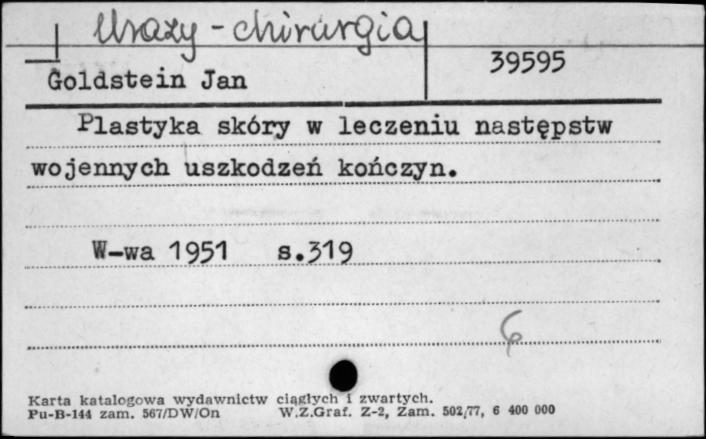 Urazy - chirurgia
Goldstein Jan
39595
Plastyka skóry w leczeniu następstw
wojennych uszkodzeń kończyn.
W-wa 1951 s.319
6
Karta katalogowa wydawnictw ciągłych i zwartych.
Pu-B-144 zam. 567/DW/On W.Z.Graf. Z-2, Zam. 502/77, 6 400 000